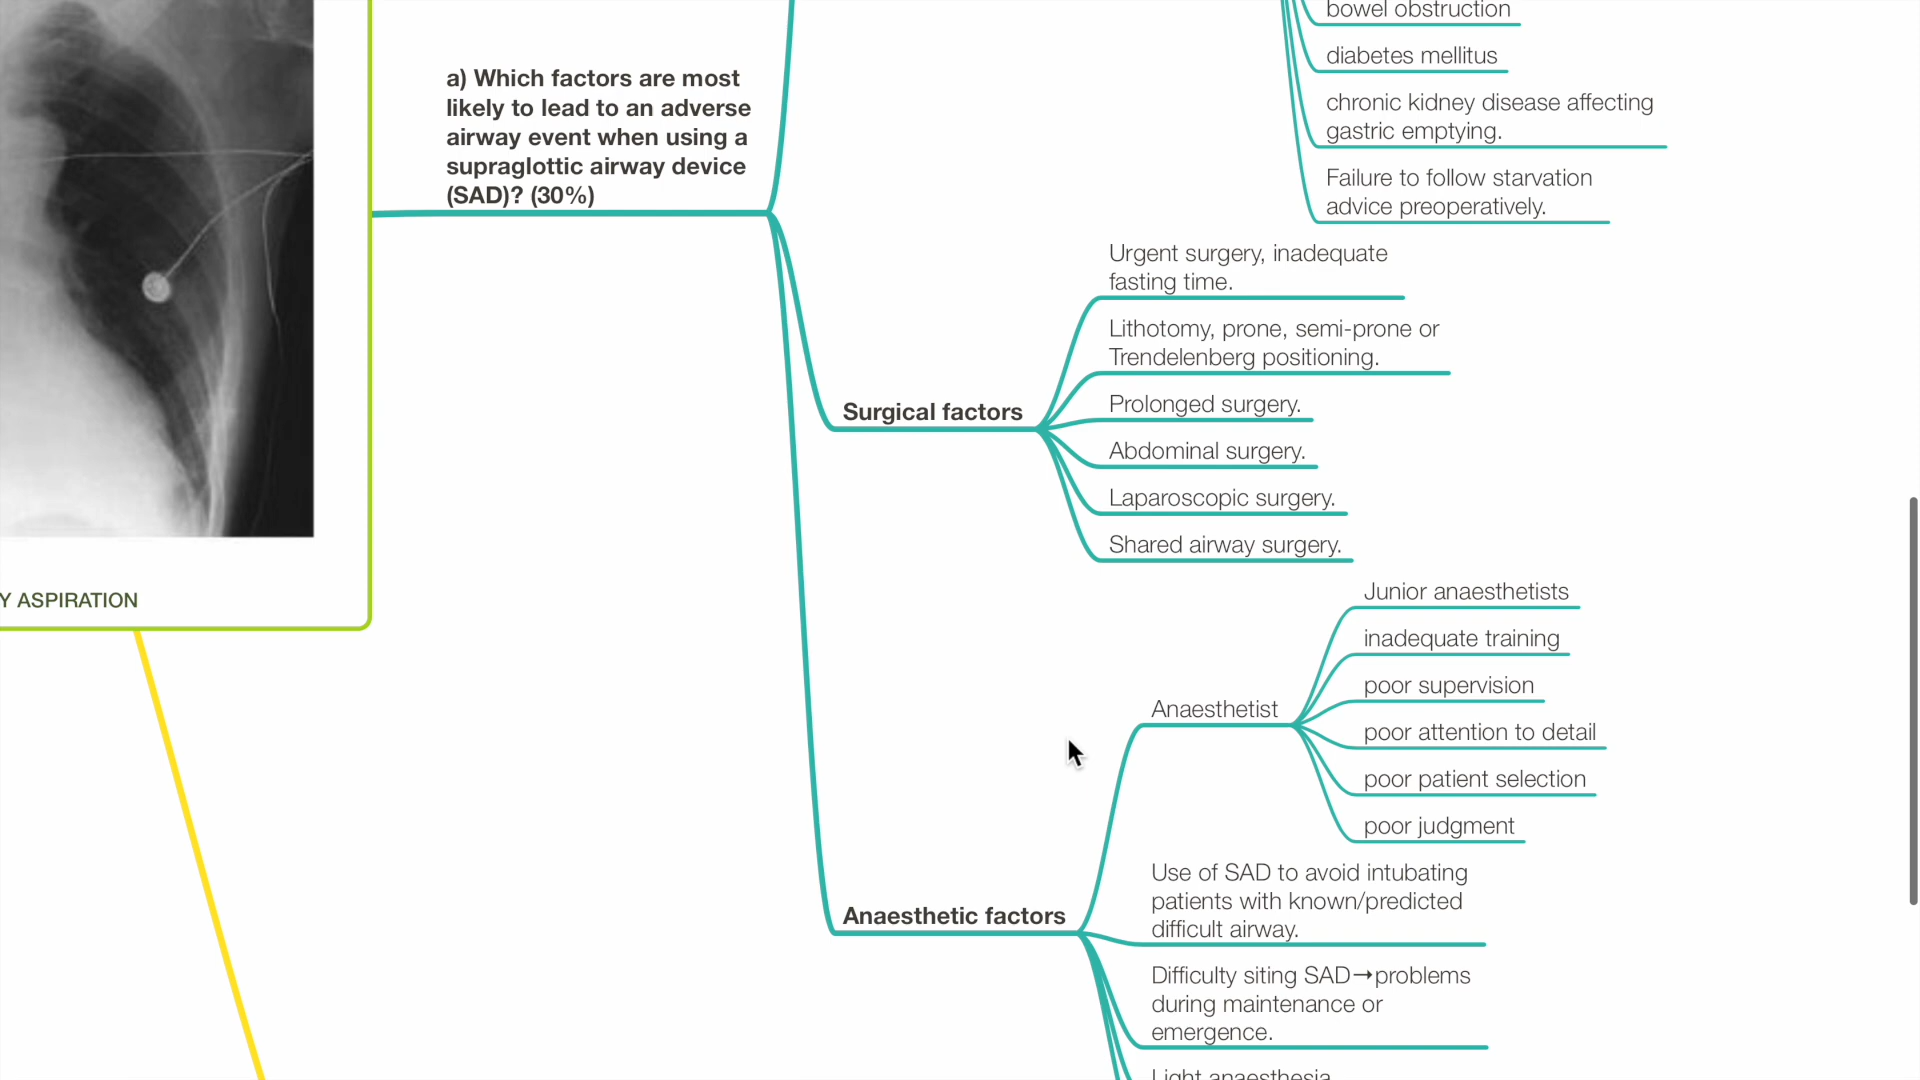 bowel obstruction
diabetes mellitus
chronic kidney disease affecting
gastric emptying.
Failure to follow starvation
advice preoperatively.
a) Which factors are most
likely to lead to an adverse
airway event when using a
supraglottic airway device
(SAD)? (30%)
Urgent surgery, inadequate
fasting time.
Lithotomy, prone, semi-prone or
Trendelenberg positioning.
Prolonged surgery.
Surgical factors
Abdominal surgery.
Laparoscopic surgery.
Shared airway surgery.
Y ASPIRATION
Junior anaesthetists
inadequate training
poor supervision
Anaesthetist
poor attention to detail
poor patient selection
poor judgment
Anaesthetic factors
Use of SAD to avoid intubating
patients with known/predicted
difficult airway.
Difficulty siting SAD→problems
during maintenance or
emergence.
Light anaesthesia